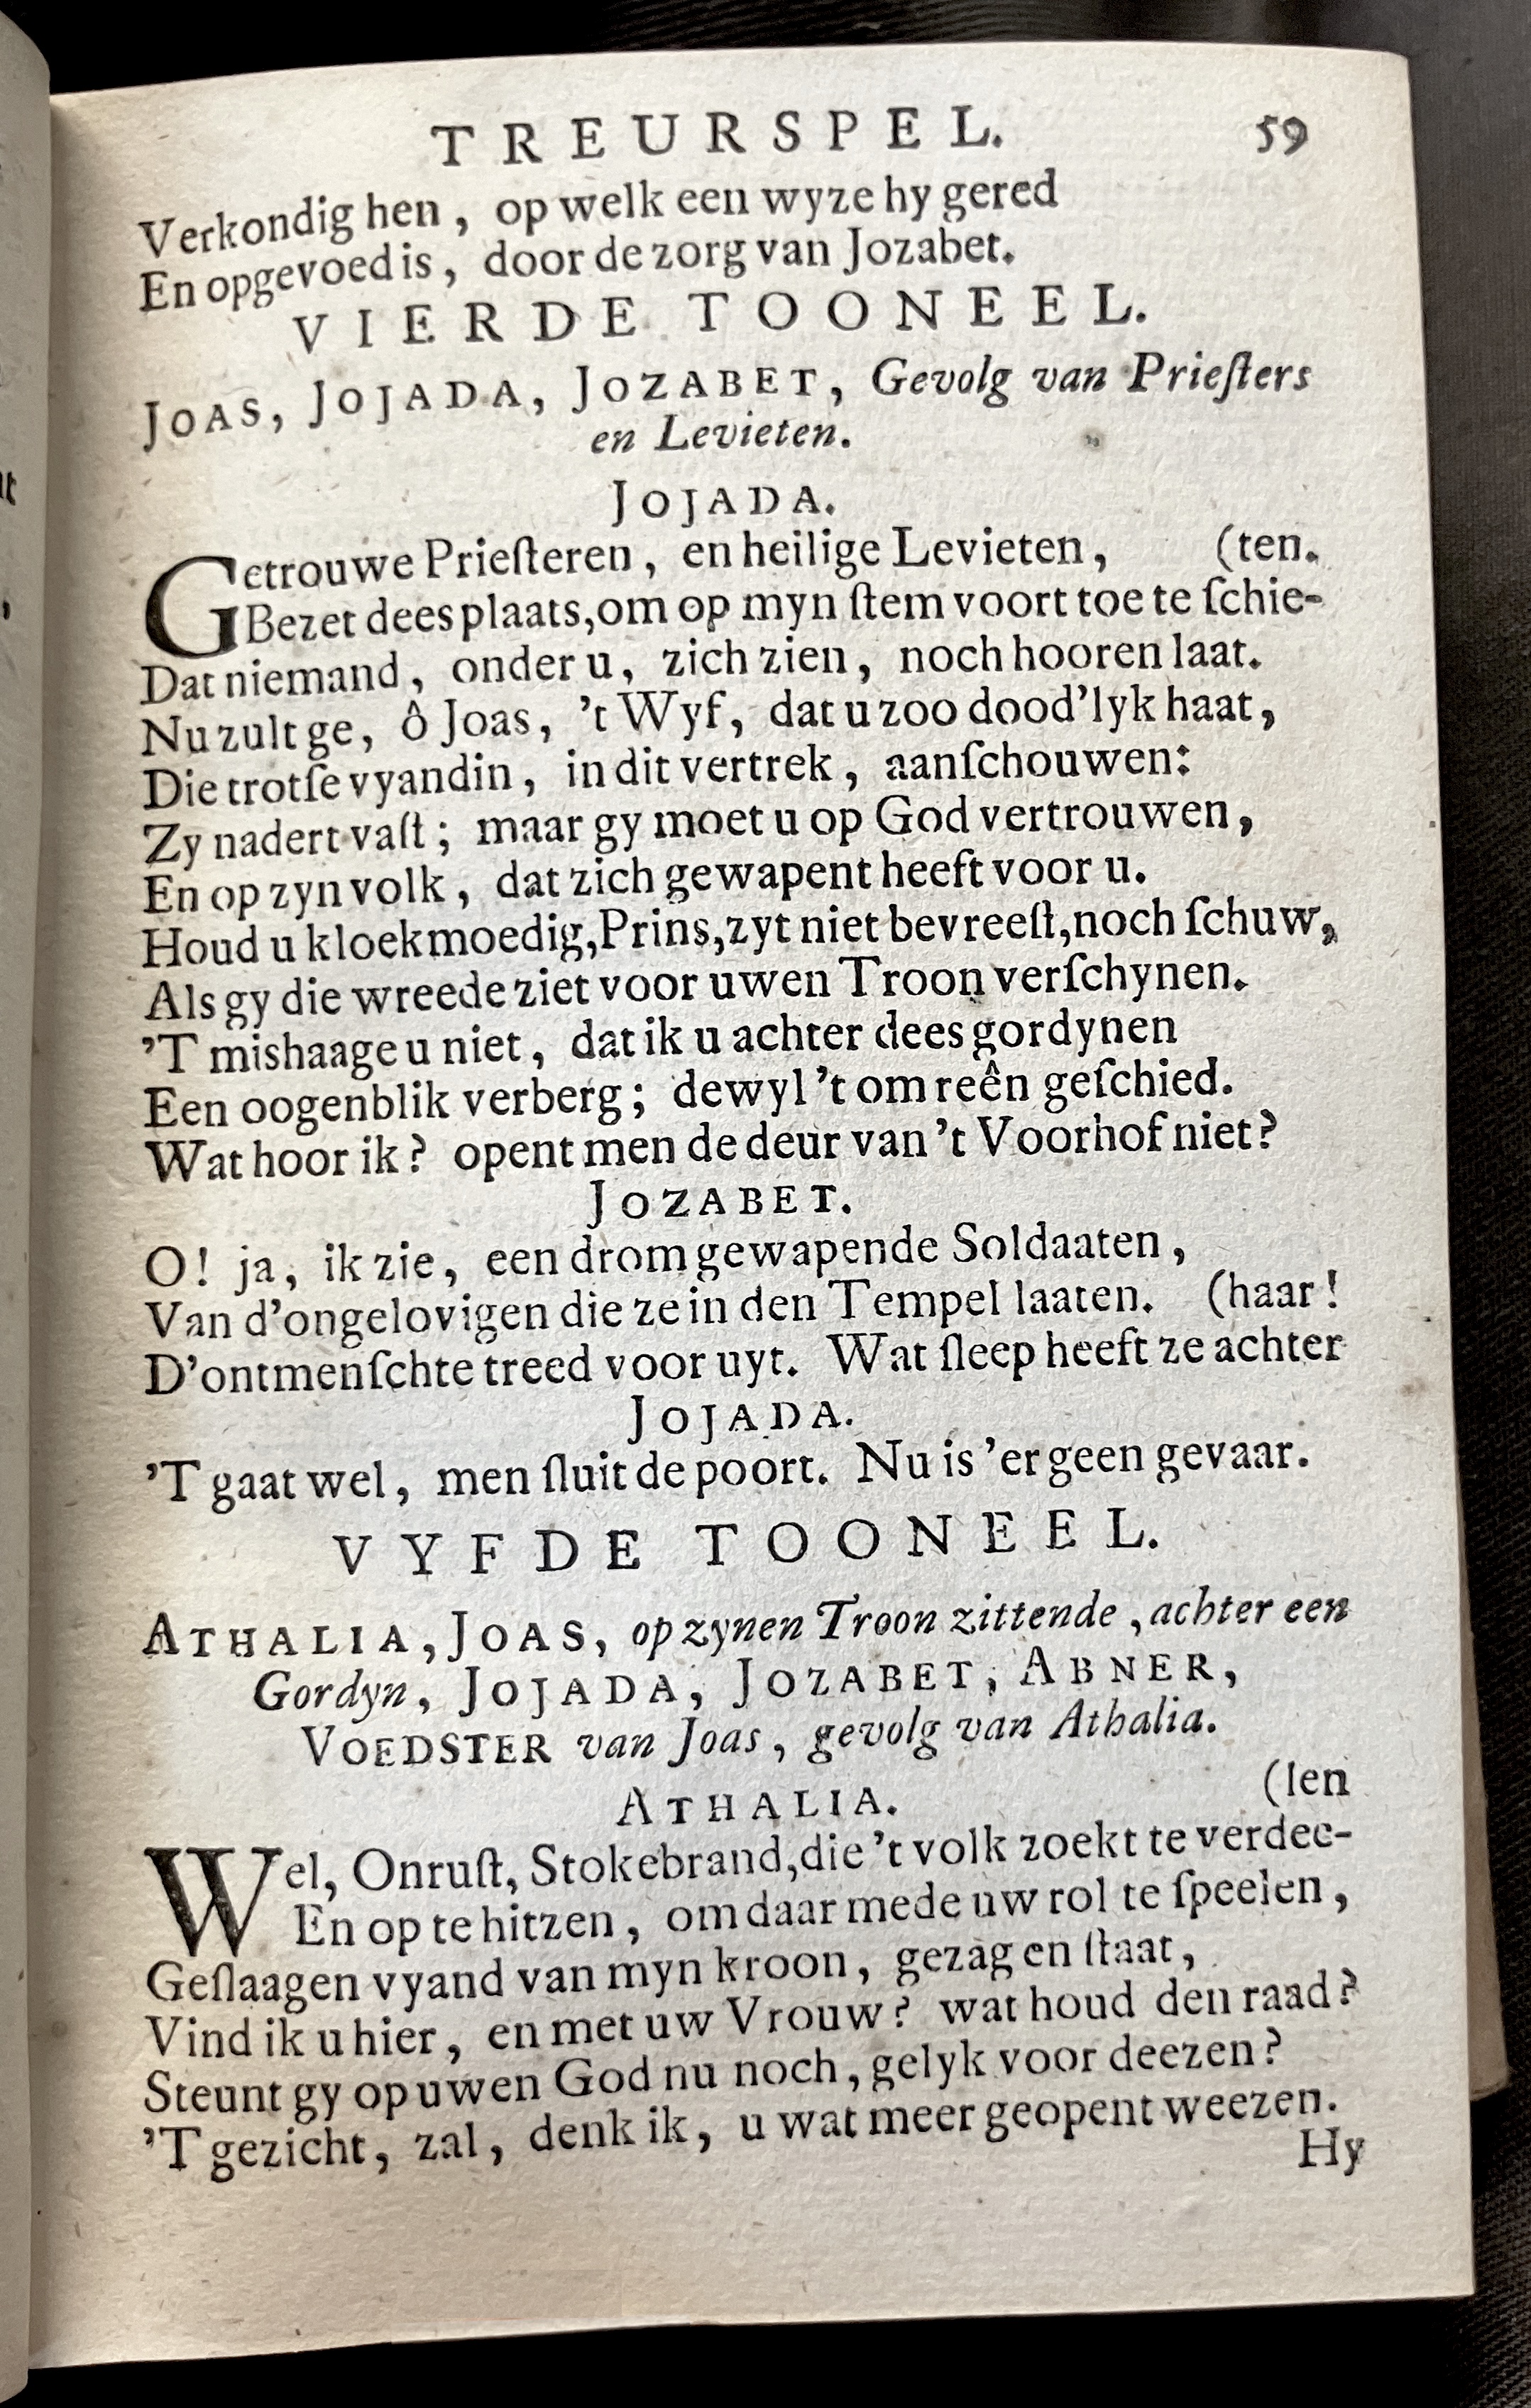 TREURSPEL. 59
Verkondig hen, op welk een wyze hy gered
En opgevoed is, door de zorg van Jozabet.
VIERDE TOONEEL.
JOAS, JOJADA, JOZABET, Gevolg van Prieſters
en Levieten.
JOJADA.
Getrouwe Prieſteren, en heilige Levieten, (ten.
Bezet dees plaats, om op myn ſtem voort toe te ſchie-
Dat niemand, onder u, zich zien, noch hooren laat.
Nu zult ge, ô Joas, 't Wyf, dat u zoo dood'lyk haat,
Die trotſe vyandin, in dit vertrek, aanſchouwen:
Zy nadert vaſt; maar gy moet u op God vertrouwen,
En op zyn volk, dat zich gewapent heeft voor u.
Houd u kloekmoedig, Prins, zyt niet bevreeſt, noch ſchuw,
Als gy die wreede ziet voor uwen Troon verſchynen.
'T mishaage u niet, dat ik u achter dees gordynen
Een oogenblik verberg; dewyl 't om reên geſchied.
Wat hoor ik? opent men de deur van 't Voorhof niet?
JOZABET.
O! ja, ik zie, een drom gewapende Soldaaten,
Van d'ongelovigen die ze in den Tempel laaten. (haar!
D'ontmenſchte treed voor uyt. Wat ſleep heeft ze achter
JOJADA.
'T gaat wel, men ſluit de poort. Nu is 'er geen gevaar.
VYFDE TOONEEL.
ATHALIA, JOAS, op zynen Troon zittende, achter een
Gordyn, JOJADA, JOZABET, ABNER,
VOEDSTER van Joas, gevolg van Athalia.
ATHALIA. (len
Wel, Onruſt, Stokebrand, die 't volk zoekt te verdee-
En op te hitzen, om daar mede uw rol te ſpeelen,
Geſlaagen vyand van myn kroon, gezag en ſtaat,
Vind ik u hier, en met uw Vrouw? wat houd den raad?
Steunt gy op uwen God nu noch, gelyk voor deezen?
'T gezicht, zal, denk ik, u wat meer geopent weezen.
Hy